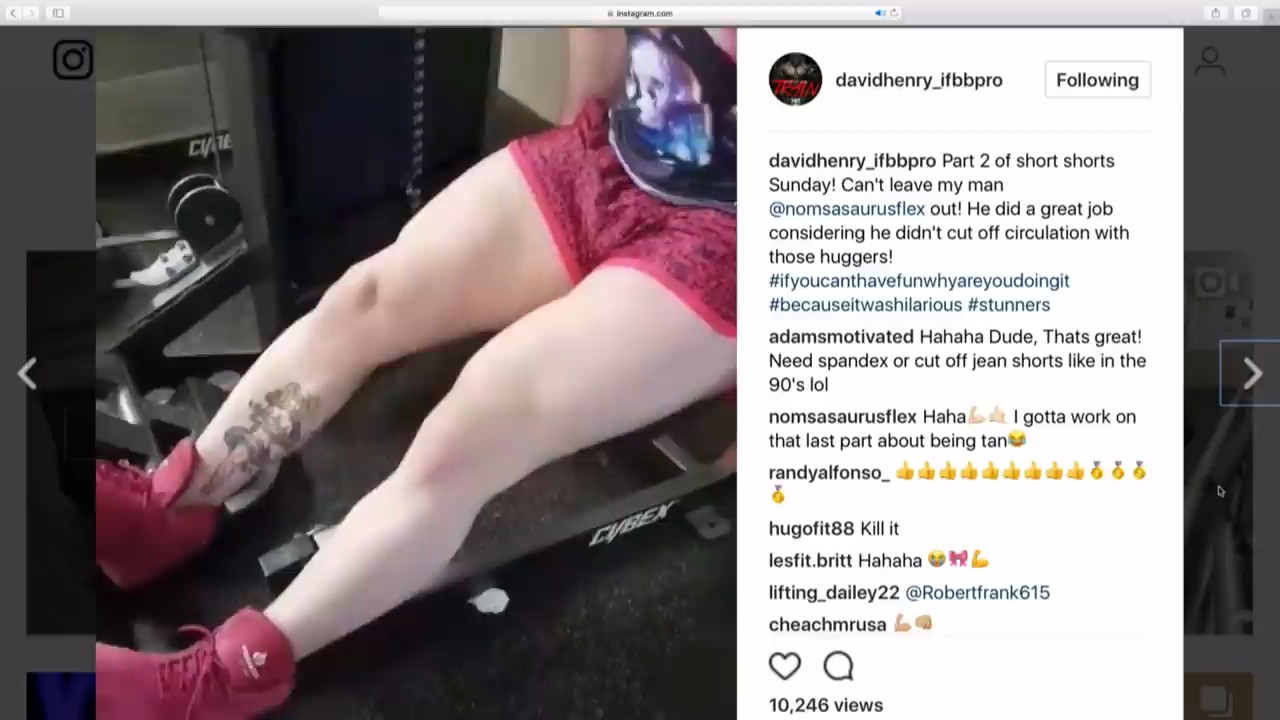 instagram.com
CYBE
CYBEX
TRAIN
davidhenry_ifbbpro
Following
davidhenry_ifbbpro Part 2 of short shorts
Sunday! Can't leave my man
@nomsasaurusflex out! He did a great job
considering he didn't cut off circulation with
those huggers!
#ifyoucanthavefunwhyareyoudoingit
#becauseitwashilarious #stunners
adamsmotivated Hahaha Dude, Thats great!
Need spandex or cut off jean shorts like in the
90's lol
nomsasaurusflex Haha💪🏻🤙🏻 I gotta work on
that last part about being tan😂
randyalfonso_ 👍👍👍👍👍👍👍👍👍🥇🥇🥇
🥇
hugofit88 Kill it
lesfit.britt Hahaha 😂🎀💪
lifting_dailey22 @Robertfrank615
cheachmrusa 💪🏼👊🏽
10,246 views